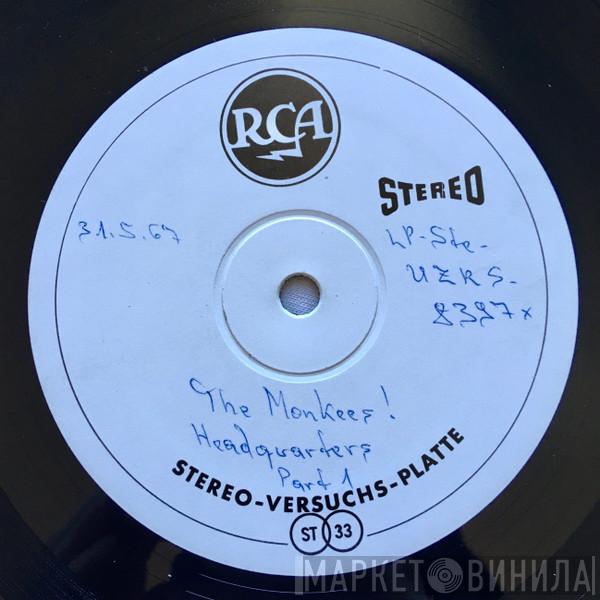 RCA
STEREO
31.5.67
LP-Ste-
UZRS-
8387x
The Monkees!
Headquarters
Part 1
STEREO-VERSUCHS-PLATTE
ST 33
МАРКЕТ ВИНИЛА